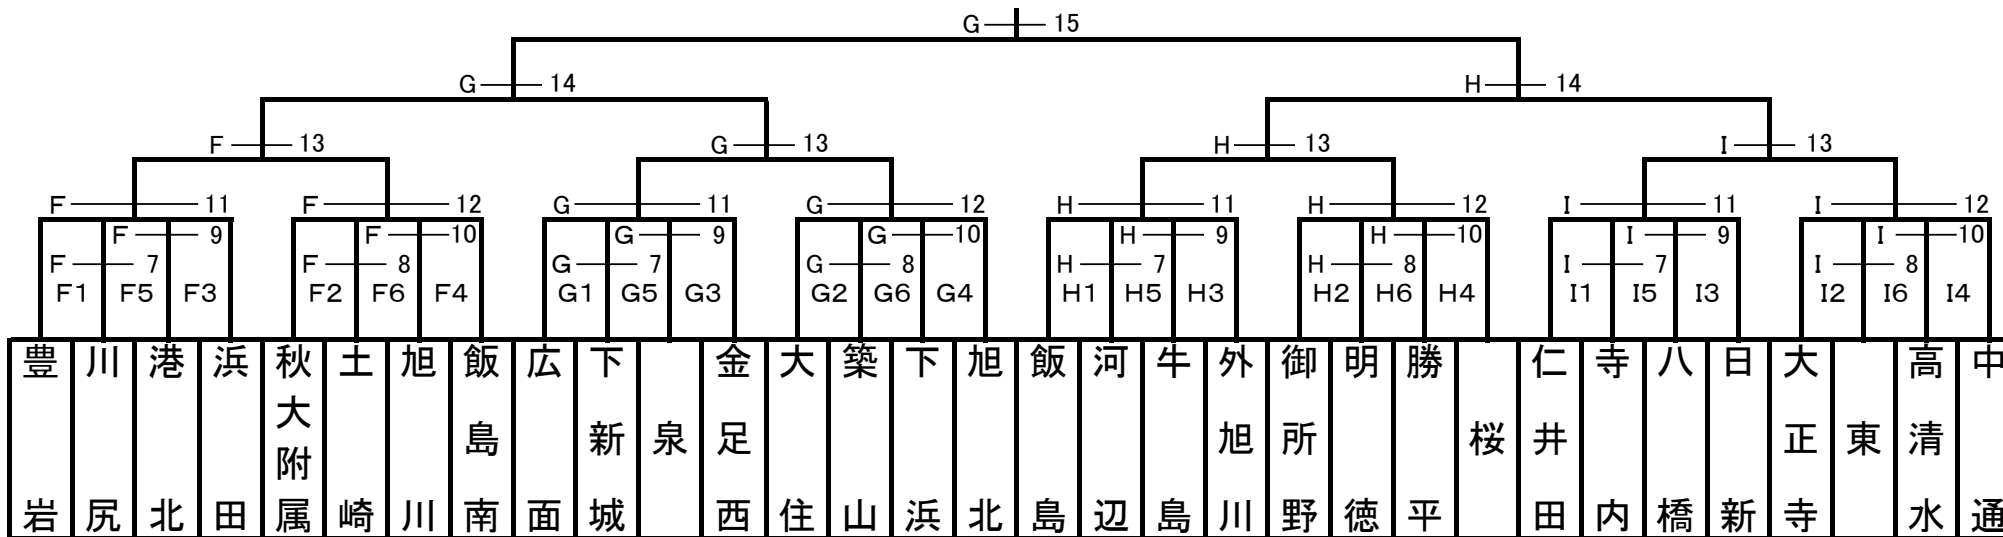 G 15
G 14 H 14
F 13 G 13 H 13 I 13
F 11 F 12 G 11 G 12 H 11 H 12 I 11 I 12
F 9 F 10 G 9 G 10 H 9 H 10 I 9 I 10
F 7 F 8 G 7 G 8 H 7 H 8 I 7 I 8
F1 F5 F3 F2 F6 F4 G1 G5 G3 G2 G6 G4 H1 H5 H3 H2 H6 H4 I1 I5 I3 I2 I6 I4
豊岩
川尻
港北
浜田
秋大附属
土崎
旭川
飯島南
広面
下新城
泉
金足西
大住
築山
下浜
旭北
飯島
河辺
牛島
外旭川
御所野
明徳
勝平
桜
仁井田
寺内
八橋
日新
大正寺
東
高清水
中通